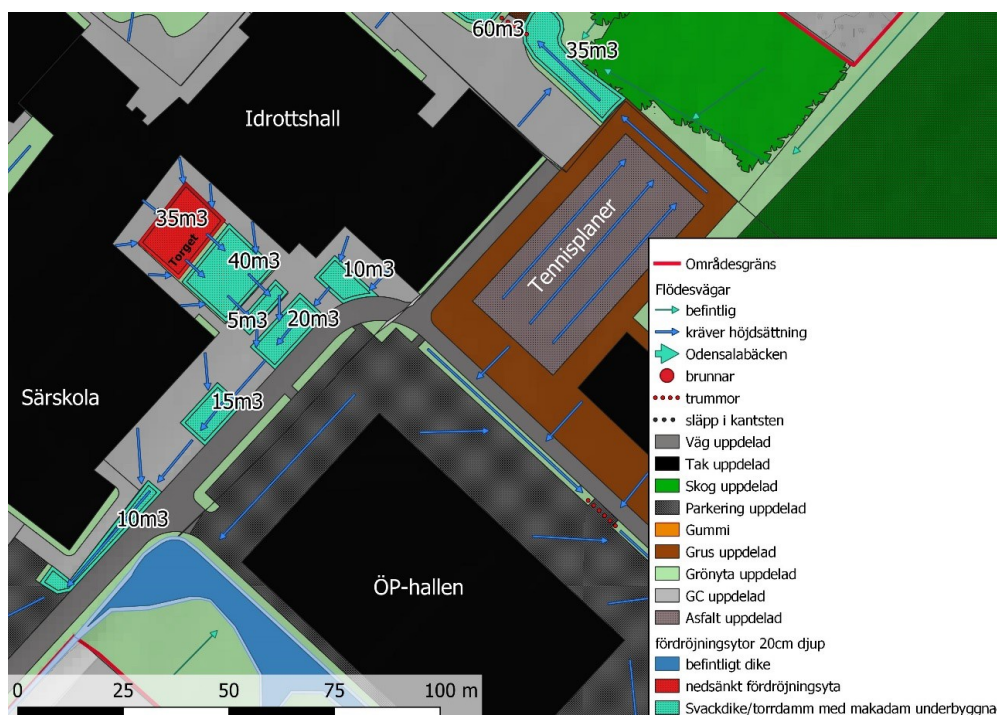 60m3
35m3
Idrottshall
35m3
Torget
40m3
10m3
5m3
20m3
Tennisplaner
Särskola
15m3
10m3
ÖP-hallen
0 25 50 75 100 m
Områdesgräns
Flödesvägar
befintlig
kräver höjdsättning
Odensalabäcken
brunnar
trummor
släpp i kantsten
Väg uppdelad
Tak uppdelad
Skog uppdelad
Parkering uppdelad
Gummi
Grus uppdelad
Grönyta uppdelad
GC uppdelad
Asfalt uppdelad
fördröjningsytor 20cm djup
befintligt dike
nedsänkt fördröjningsyta
Svackdike/torrdamm med makadam underbyggna